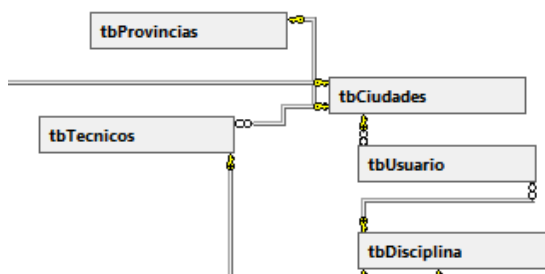 tbProvincias
tbCiudades
tbTecnicos
tbUsuario
tbDisciplina